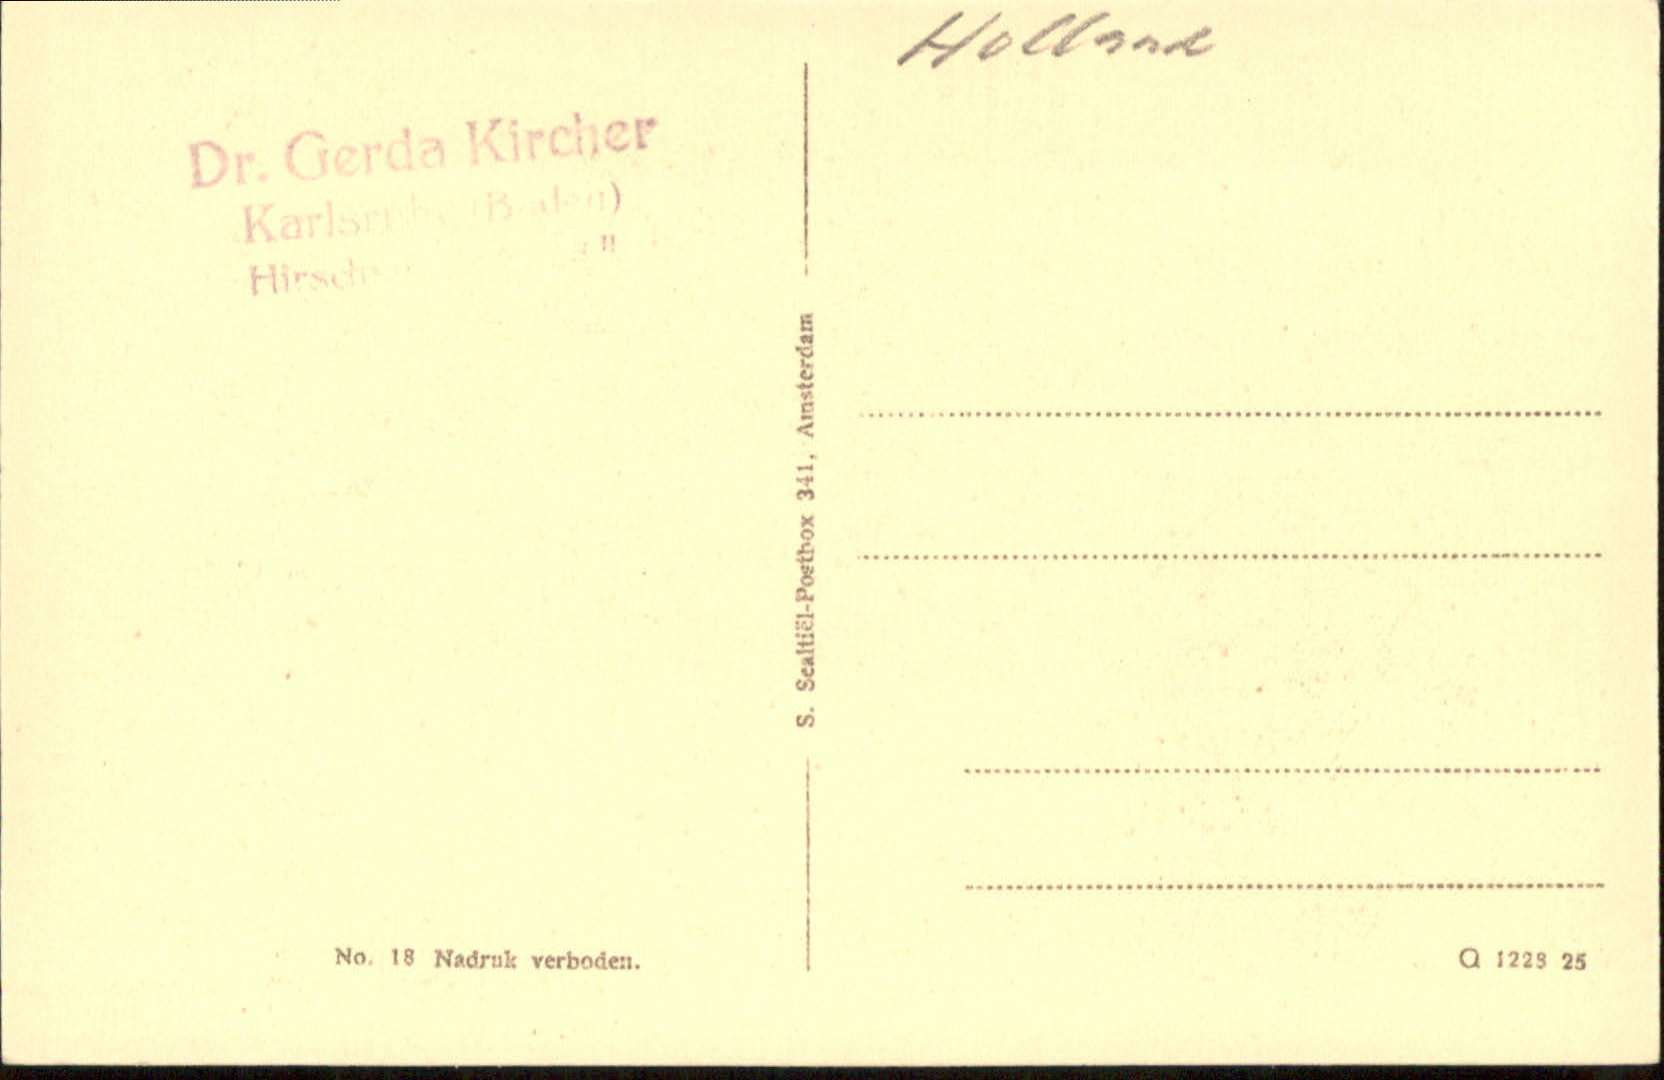 Holland
Dr. Gerda Kircher
Karlsruhe (Baden)
S. Sealtiël-Postbox 341, Amsterdam
No. 18 Nadruk verboden.
Q 1223 25